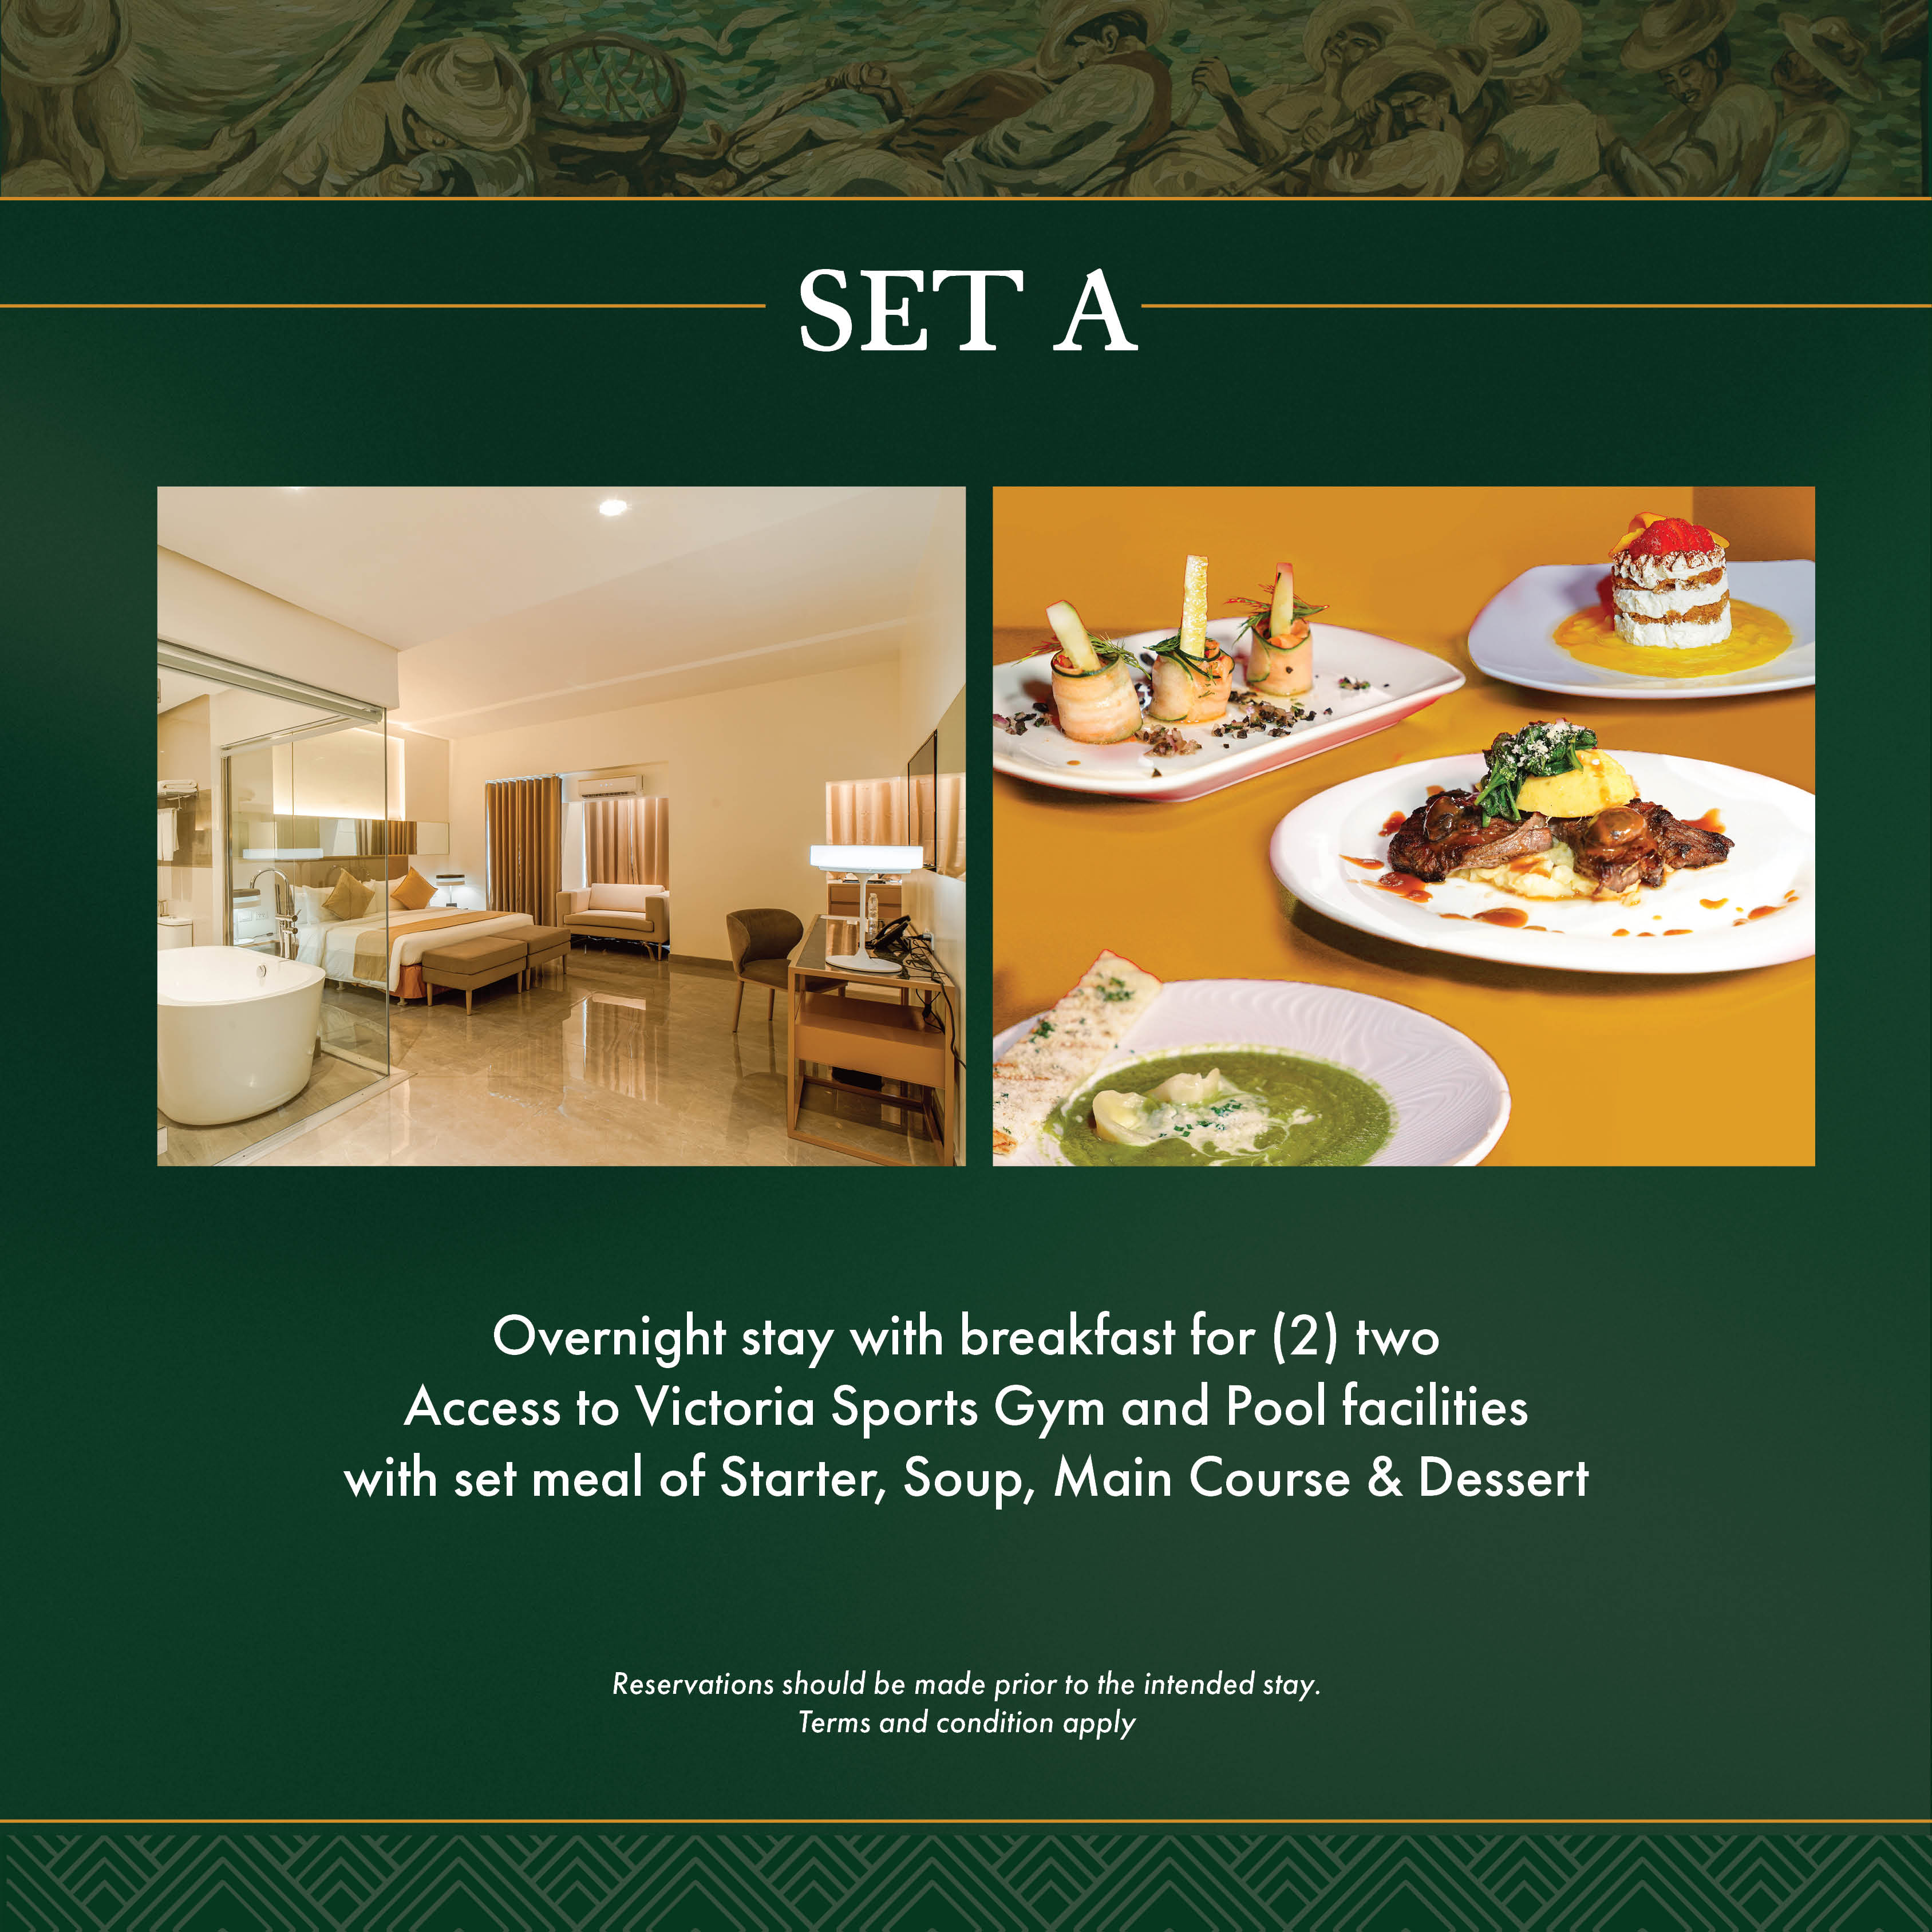 SET A
Overnight stay with breakfast for (2) two
Access to Victoria Sports Gym and Pool facilities
with set meal of Starter, Soup, Main Course & Dessert
Reservations should be made prior to the intended stay.
Terms and condition apply